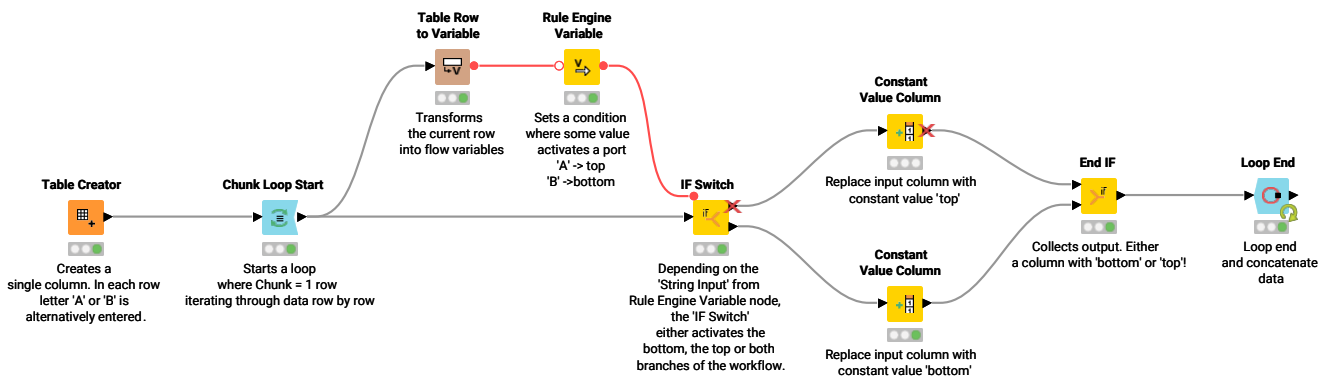 Table Row
to Variable
Transforms
the current row
into flow variables
Rule Engine
Variable
V
Sets a condition
where some value
activates a port
'A' -> top
'B' ->bottom
Table Creator
Creates a
single column. In each row
letter 'A' or 'B' is
alternatively entered.
Chunk Loop Start
Starts a loop
where Chunk = 1 row
iterating through data row by row
IF Switch
Depending on the
'String Input' from
Rule Engine Variable node,
the 'IF Switch'
either activates the
bottom, the top or both
branches of the workflow.
Constant
Value Column
Replace input column with
constant value 'top'
Constant
Value Column
Replace input column with
constant value 'bottom'
End IF
Collects output. Either
a column with 'bottom' or 'top'!
Loop End
Loop end
and concatenate
data